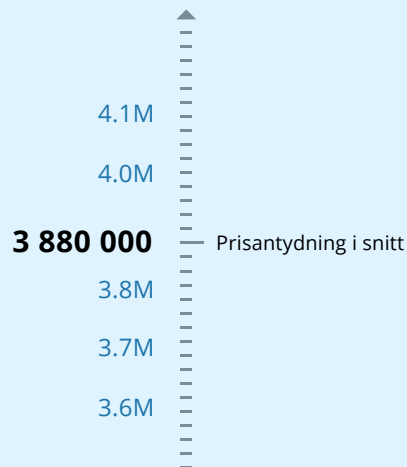 4.1M
4.0M
3 880 000 Prisantydning i snitt
3.8M
3.7M
3.6M